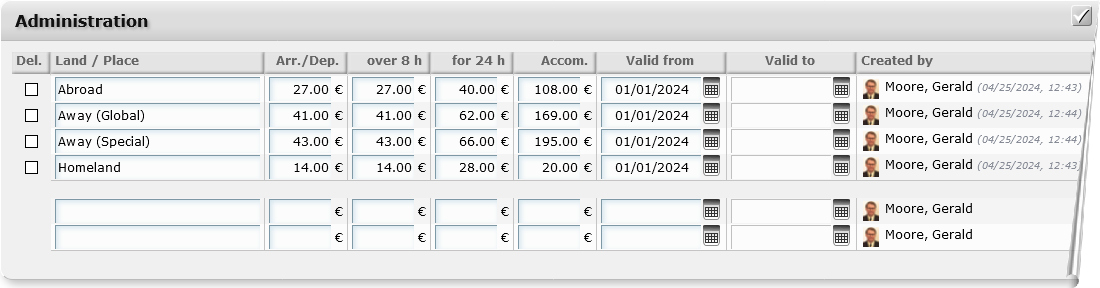 Administration
Del. Land / Place Arr./Dep. over 8 h for 24 h Accom. Valid from Valid to Created by
Abroad 27.00 € 27.00 € 40.00 € 108.00 € 01/01/2024 Moore, Gerald (04/25/2024, 12:43)
Away (Global) 41.00 € 41.00 € 62.00 € 169.00 € 01/01/2024 Moore, Gerald (04/25/2024, 12:44)
Away (Special) 43.00 € 43.00 € 66.00 € 195.00 € 01/01/2024 Moore, Gerald (04/25/2024, 12:44)
Homeland 14.00 € 14.00 € 28.00 € 20.00 € 01/01/2024 Moore, Gerald (04/25/2024, 12:43)
€ € € € Moore, Gerald
€ € € € Moore, Gerald